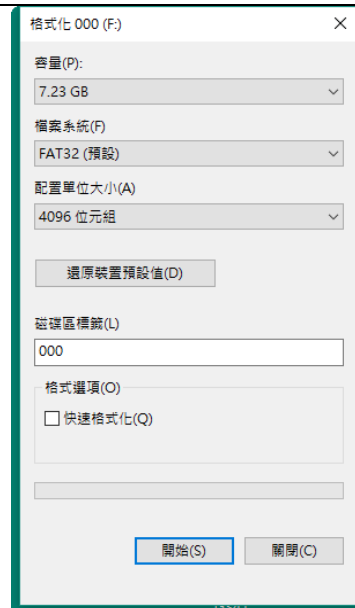 格式化 000 (F:)
容量(P):
7.23 GB
檔案系統(F)
FAT32 (預設)
配置單位大小(A)
4096 位元組
還原裝置預設值(D)
磁碟區標籤(L)
000
格式選項(O)
快速格式化(Q)
開始(S)
關閉(C)